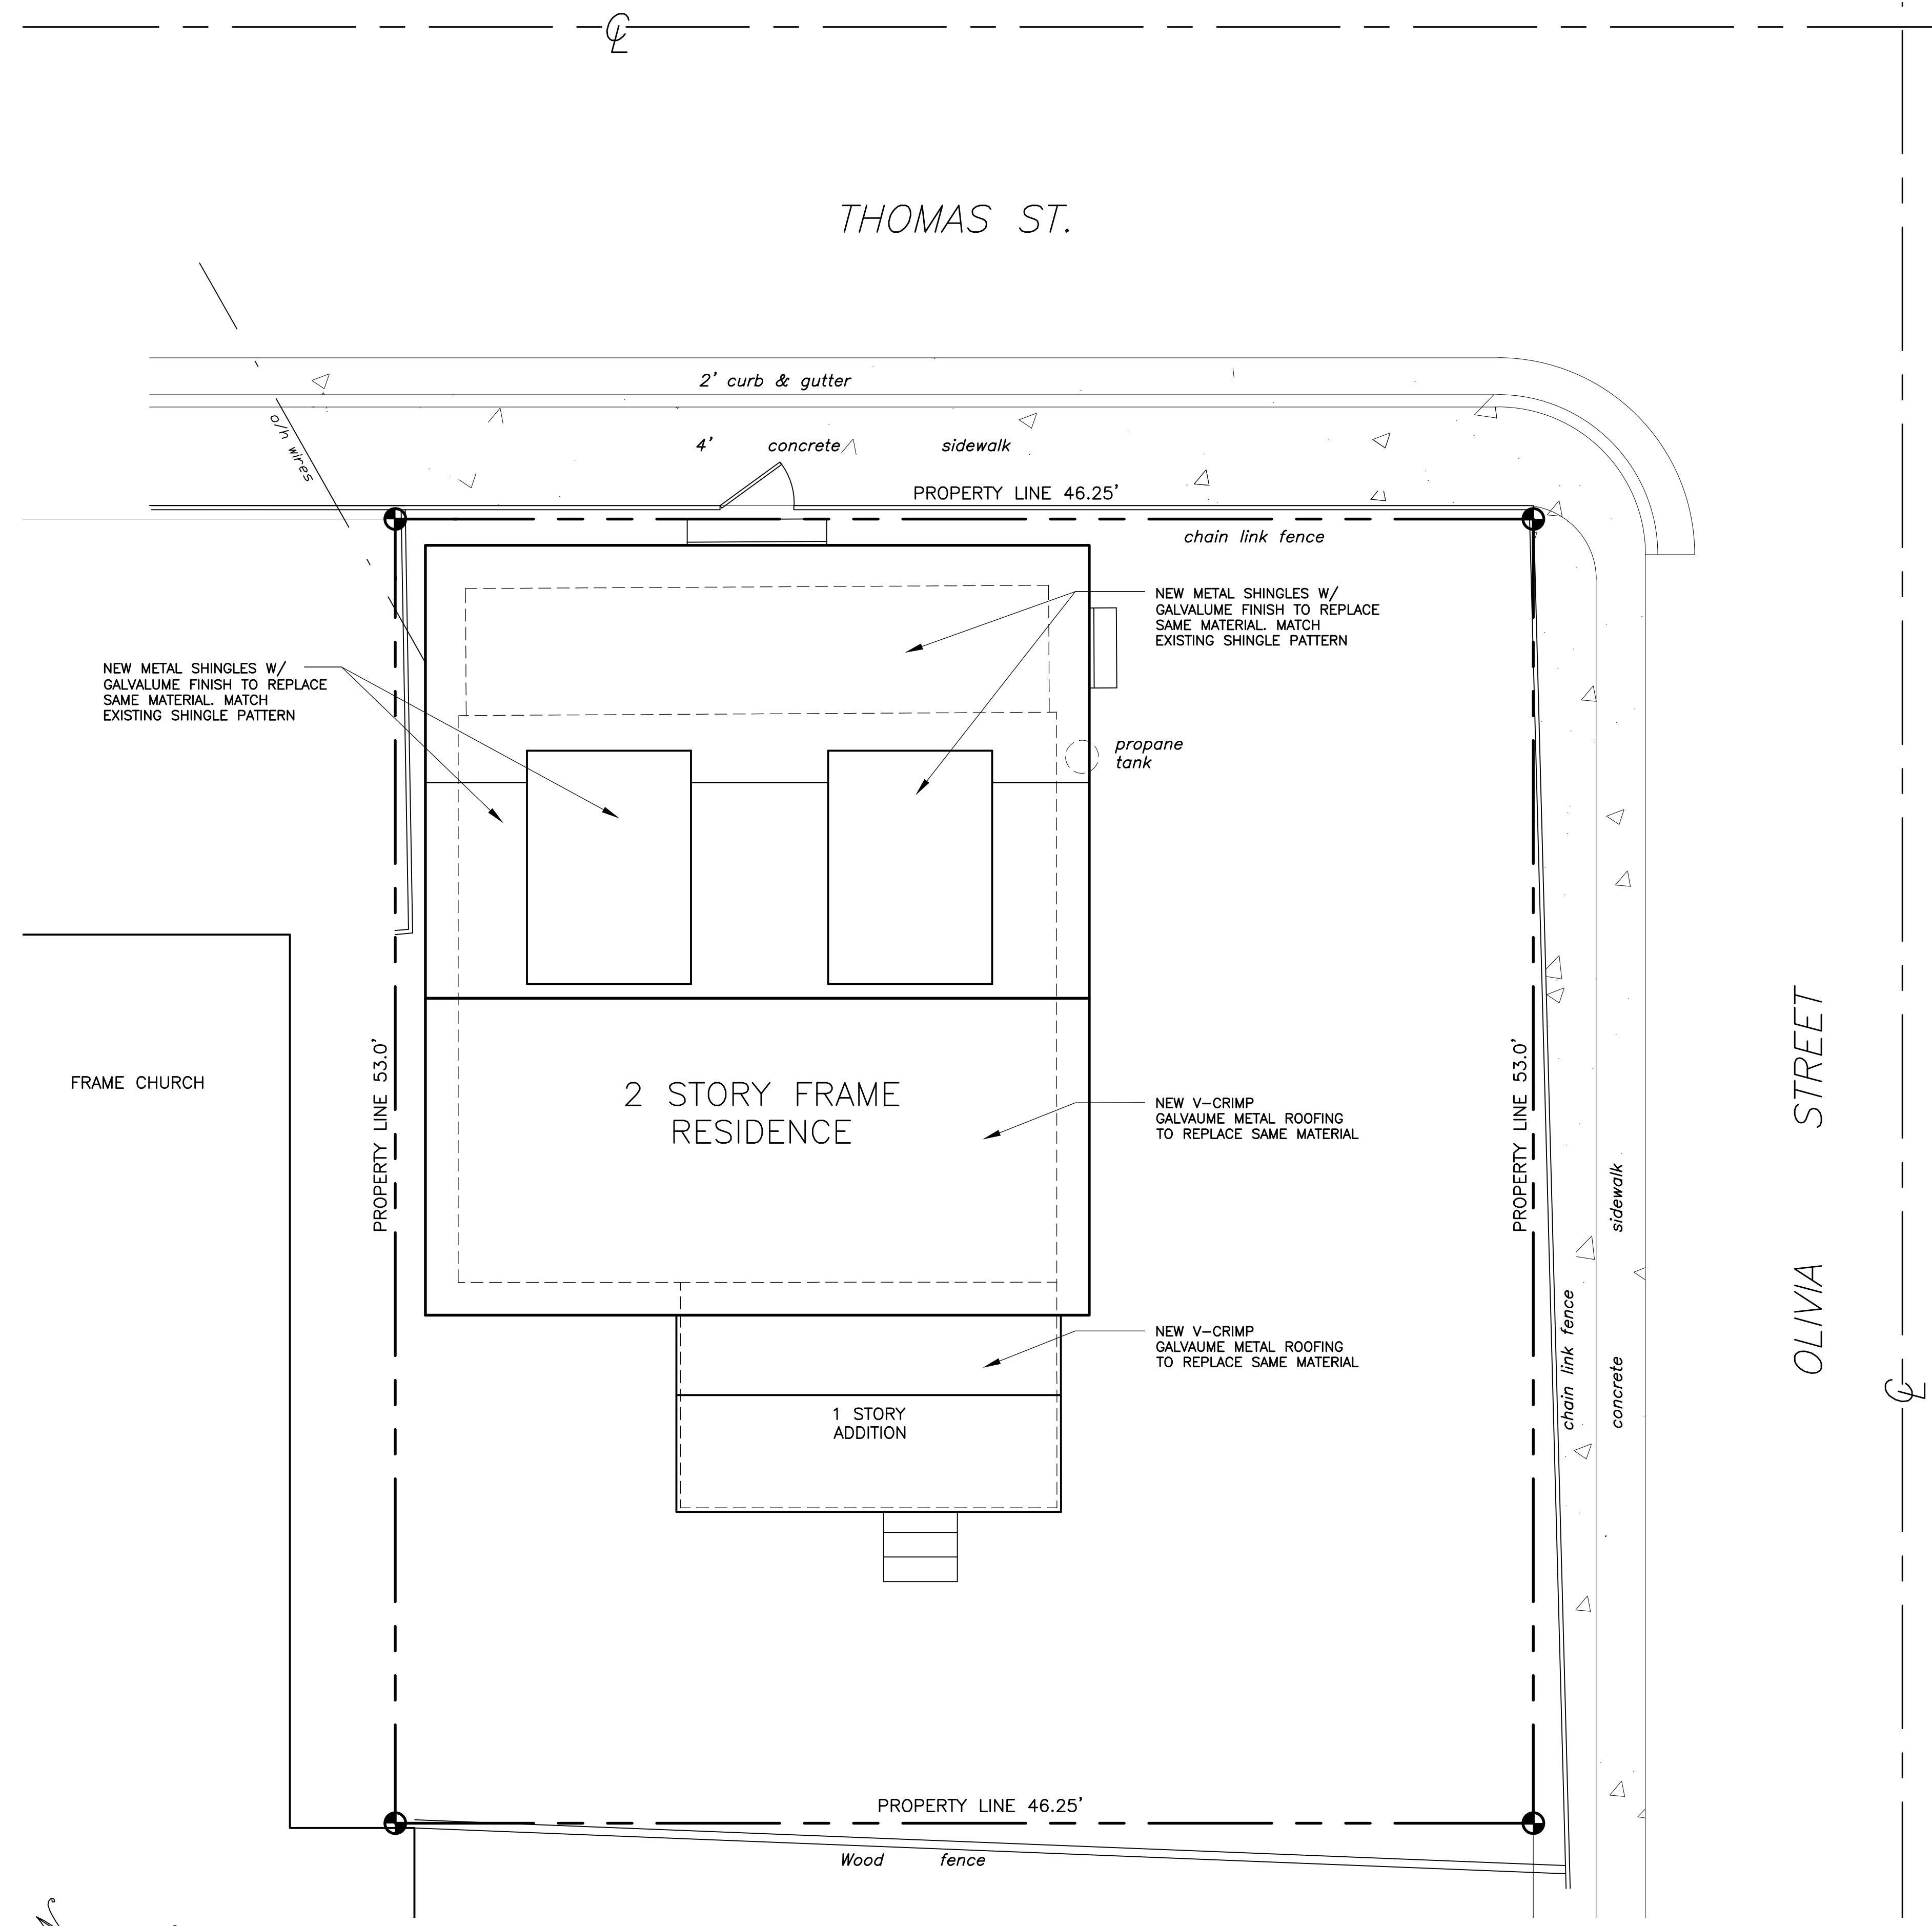 THOMAS ST.
2' curb & gutter
o/h wires
4' concrete sidewalk
PROPERTY LINE 46.25'
chain link fence
NEW METAL SHINGLES W/
GALVALUME FINISH TO REPLACE
SAME MATERIAL. MATCH
EXISTING SHINGLE PATTERN
NEW METAL SHINGLES W/
GALVALUME FINISH TO REPLACE
SAME MATERIAL. MATCH
EXISTING SHINGLE PATTERN
propane
tank
FRAME CHURCH
PROPERTY LINE 53.0'
2 STORY FRAME
RESIDENCE
NEW V-CRIMP
GALVAUME METAL ROOFING
TO REPLACE SAME MATERIAL
PROPERTY LINE 53.0'
OLIVIA STREET
concrete sidewalk
chain link fence
NEW V-CRIMP
GALVAUME METAL ROOFING
TO REPLACE SAME MATERIAL
1 STORY
ADDITION
PROPERTY LINE 46.25'
Wood fence